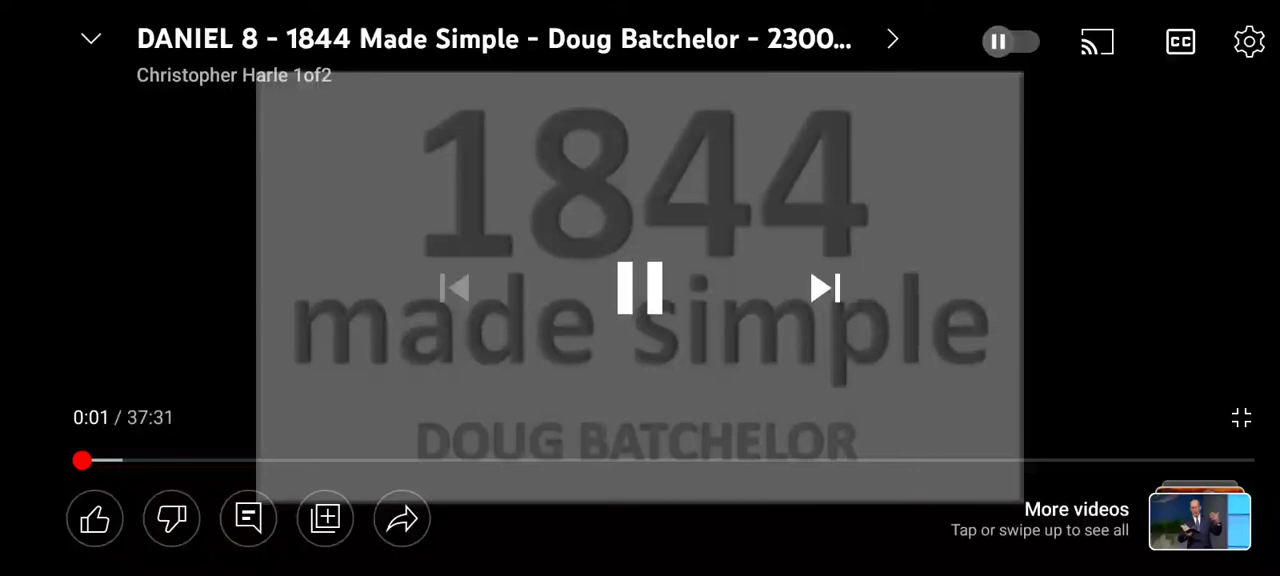 DANIEL 8 - 1844 Made Simple - Doug Batchelor - 2300...
Christopher Harle 1of2
CC
1844
made simple
0:01 / 37:31
DOUG BATCHELOR
More videos
Tap or swipe up to see all